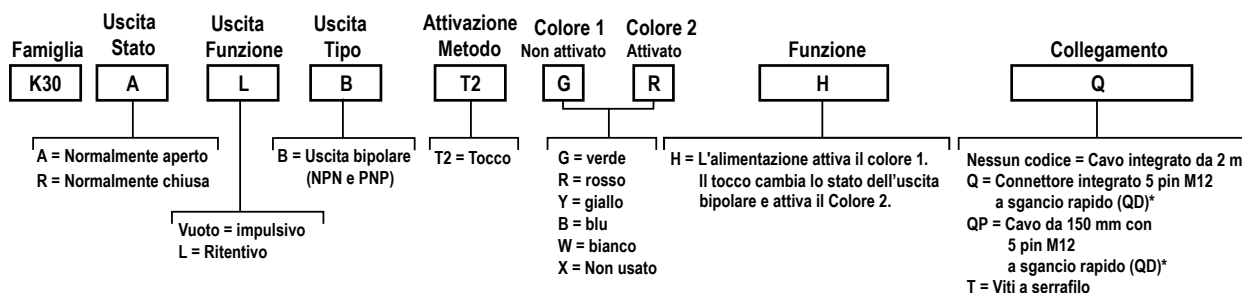 Famiglia
Uscita
Stato
Uscita
Funzione
Uscita
Tipo
Attivazione
Metodo
Colore 1
Non attivato
Colore 2
Attivato
Funzione
Collegamento
K30
A
L
B
T2
G
R
H
Q
A = Normalmente aperto
R = Normalmente chiusa
Vuoto = impulsivo
L = Ritentivo
B = Uscita bipolare
(NPN e PNP)
T2 = Tocco
G = verde
R = rosso
Y = giallo
B = blu
W = bianco
X = Non usato
H = L'alimentazione attiva il colore 1.
Il tocco cambia lo stato dell'uscita
bipolare e attiva il Colore 2.
Nessun codice = Cavo integrato da 2 m
Q = Connettore integrato 5 pin M12
a sgancio rapido (QD)*
QP = Cavo da 150 mm con
5 pin M12
a sgancio rapido (QD)*
T = Viti a serrafilo